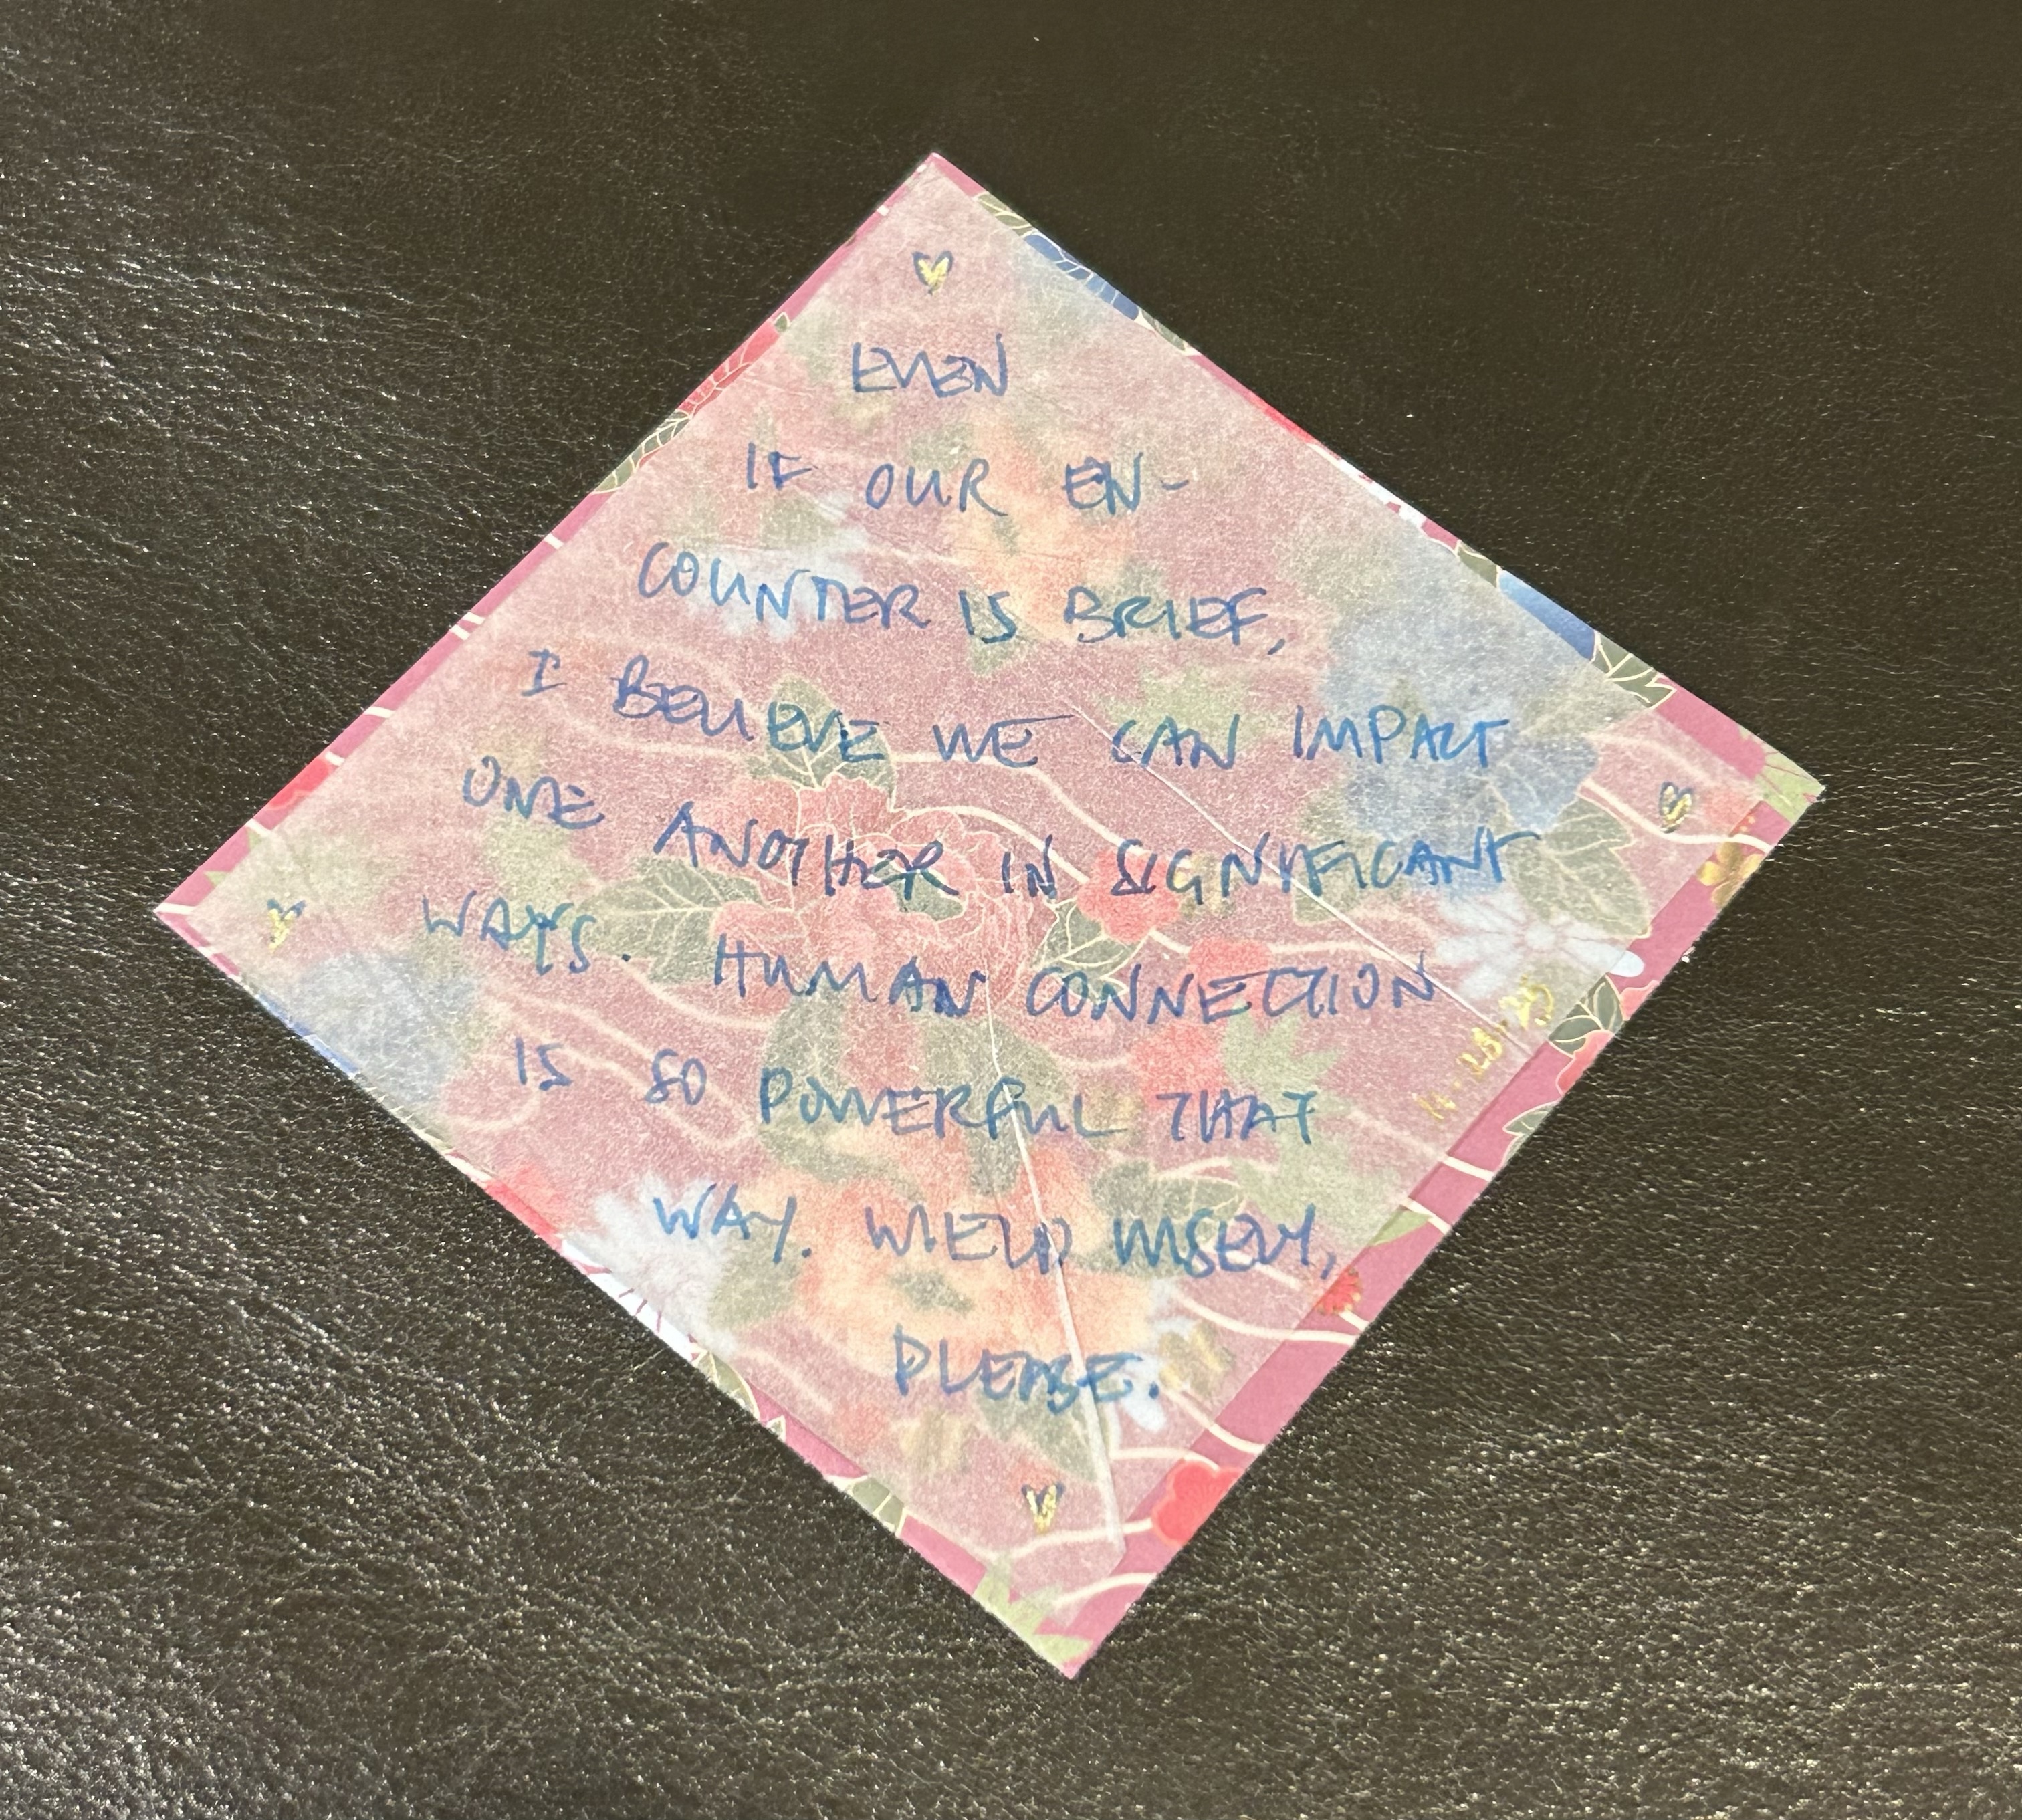 EVEN
IF OUR EN-
COUNTER IS BRIEF,
I BELIEVE WE CAN IMPACT
ONE ANOTHER IN SIGNIFICANT
WAYS. HUMAN CONNECTION
IS SO POWERFUL THAT
WAY. WIELD WISELY,
PLEASE.